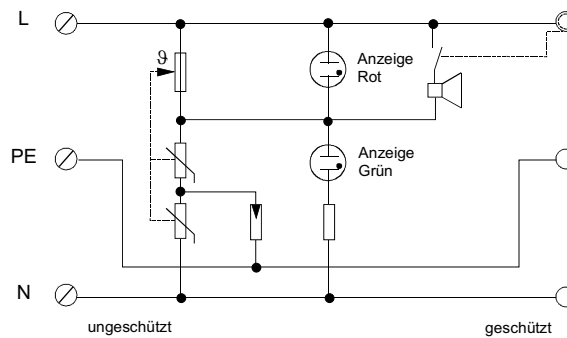 L
ϑ
Anzeige
Rot
PE
Anzeige
Grün
N
ungeschützt
geschützt